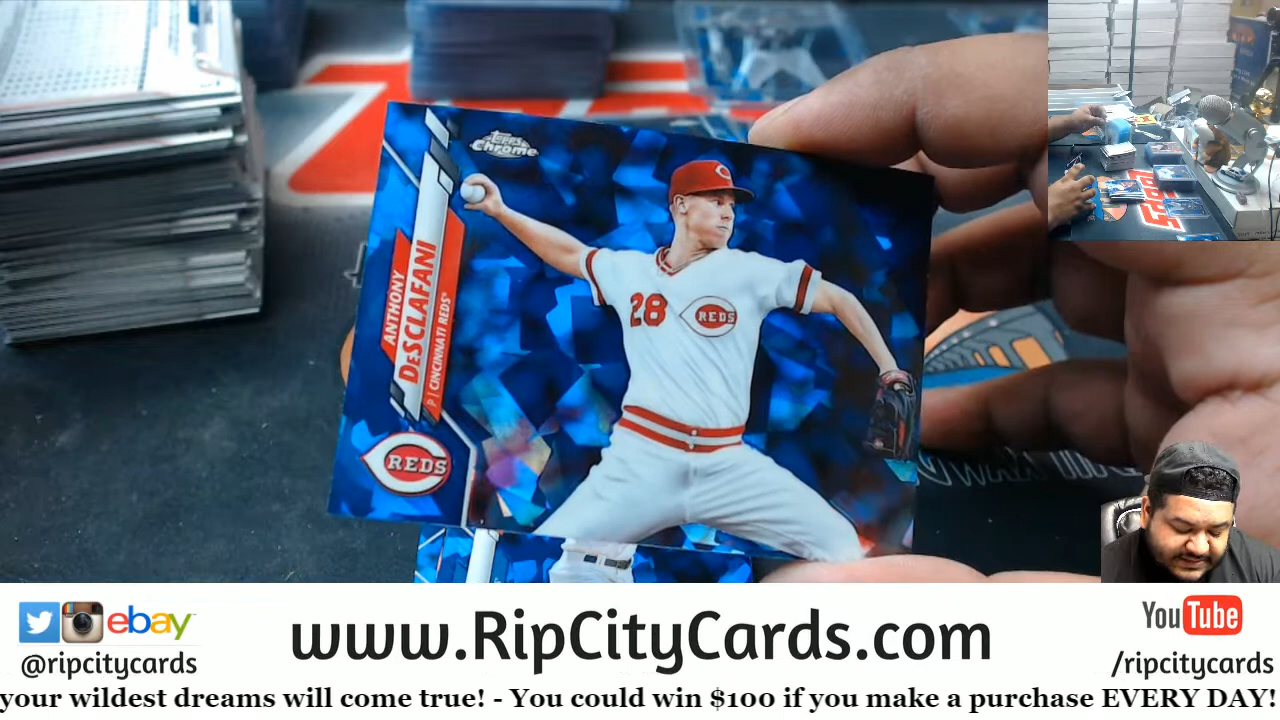 Topps
Chrome
ANTHONY
DeSCLAFANI
P | CINCINNATI REDS®
REDS
28
REDS
ebay
@ripcitycards
www.RipCityCards.com
YouTube
/ripcitycards
your wildest dreams will come true! - You could win $100 if you make a purchase EVERY DAY!